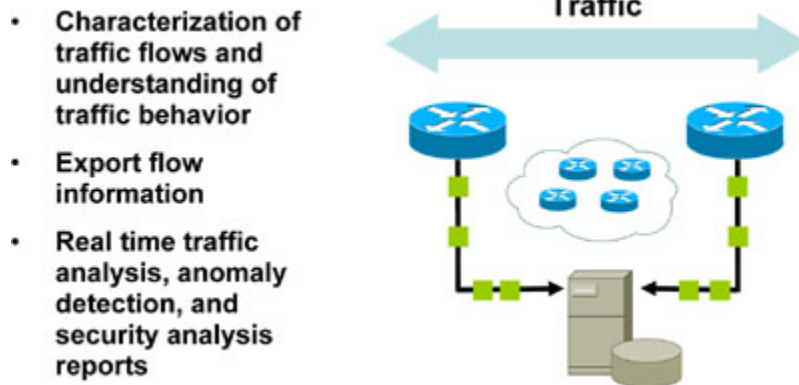 Traffic
• Characterization of
traffic flows and
understanding of
traffic behavior
• Export flow
information
• Real time traffic
analysis, anomaly
detection, and
security analysis
reports